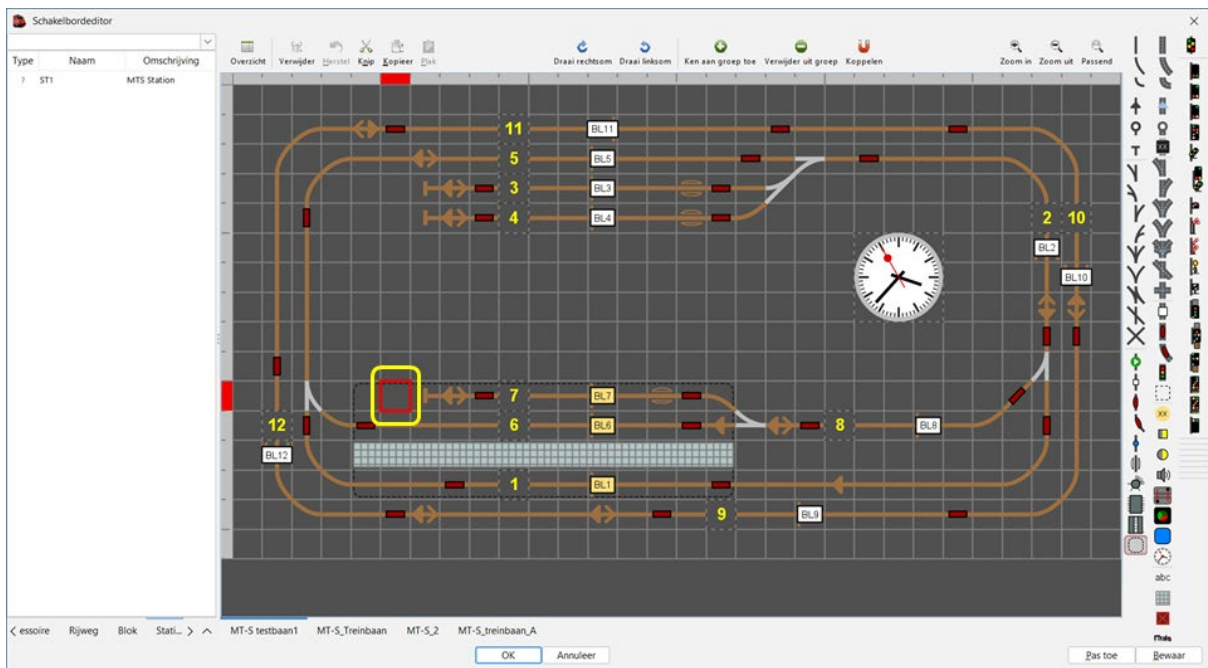 Schakelbordeditor
Type Naam Omschrijving
? ST1 MTS Station
Overzicht Verwijder Herstel Knip Kopieer Plak Draai rechtsom Draai linksom Ken aan groep toe Verwijder uit groep Koppelen Zoom in Zoom uit Passend
11 BL11
5 BL5
3 BL3
4 BL4
2 10
BL2
BL10
7 BL7
12 6 BL6 8 BL8
BL12
1 BL1
9 BL9
T
XX
XX
abc
< essoire Rijweg Blok Stati... >
MT-S testbaan1 MT-S_Treinbaan MT-S_2 MT-S_treinbaan_A
OK Annuleer Pas toe Bewaar